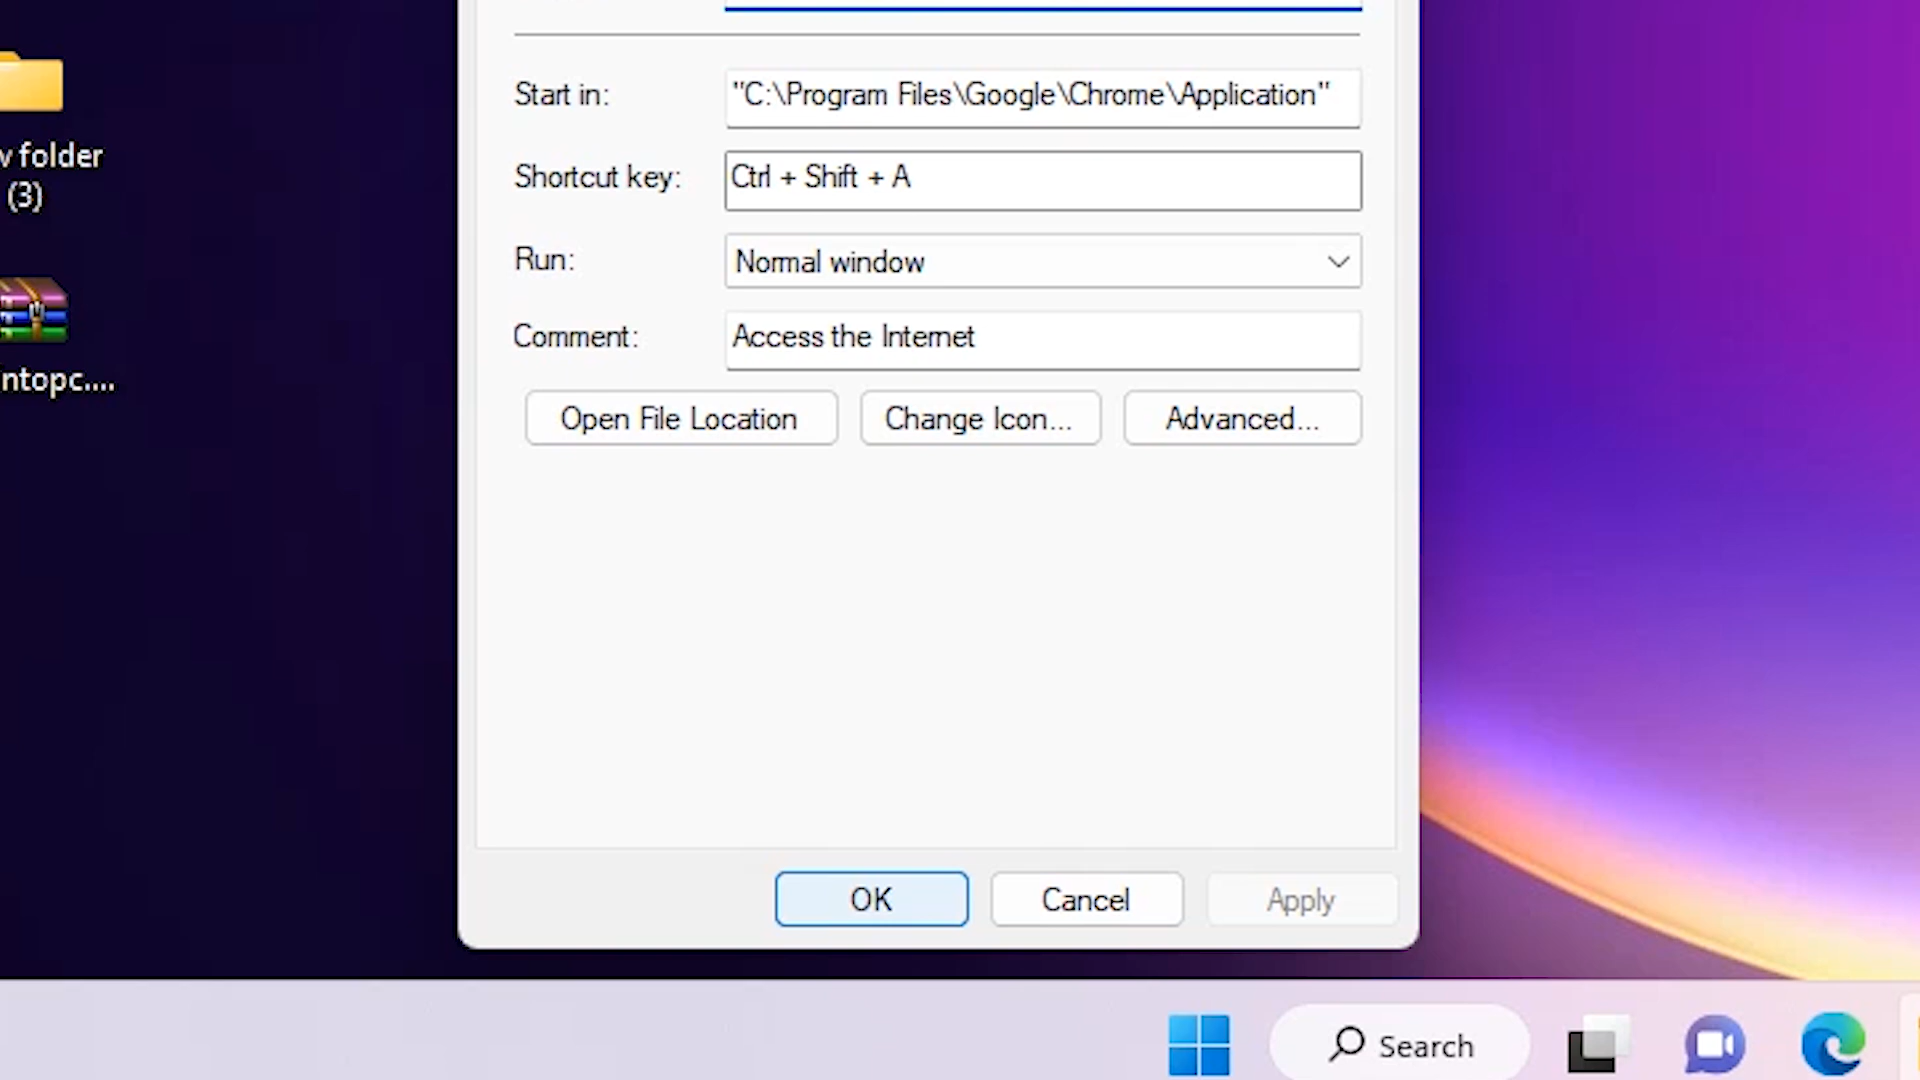 Start in: "C:\Program Files\Google\Chrome\Application"
folder
(3)
Shortcut key: Ctrl + Shift + A
Run: Normal window
Comment: Access the Internet
ntopc....
Open File Location Change Icon... Advanced...
OK Cancel Apply
Search